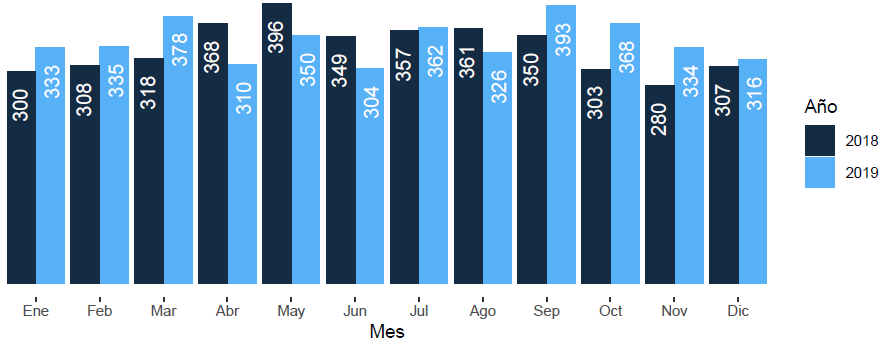 300 333 308 335 318 378 368 310 396 350 349 304 357 362 361 326 350 393 303 368 280 334 307 316
Ene Feb Mar Abr May Jun Jul Ago Sep Oct Nov Dic
Mes
Año
2018
2019